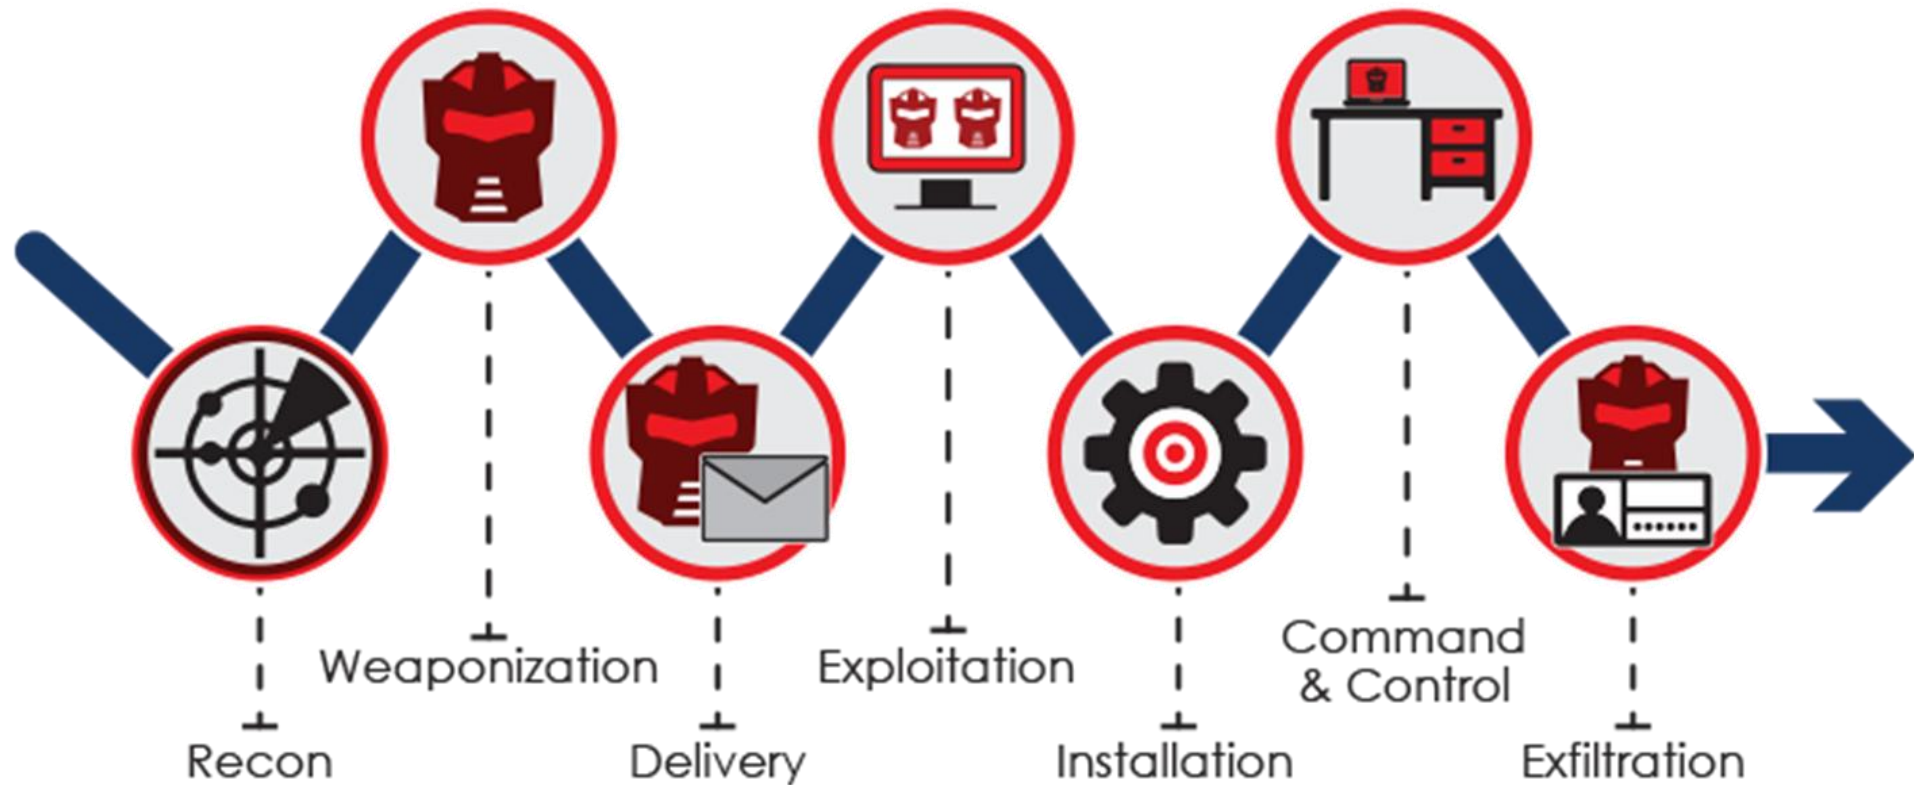 Recon
Weaponization
Delivery
Exploitation
Installation
Command
& Control
Exfiltration